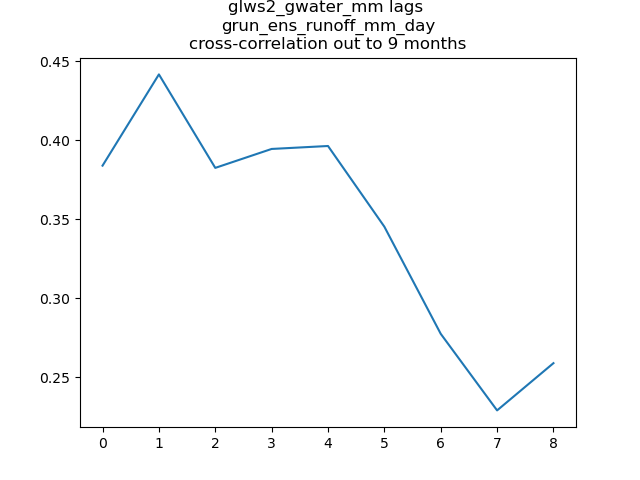 glws2_gwater_mm lags
grun_ens_runoff_mm_day
cross-correlation out to 9 months
0.45
0.40
0.35
0.30
0.25
0 1 2 3 4 5 6 7 8